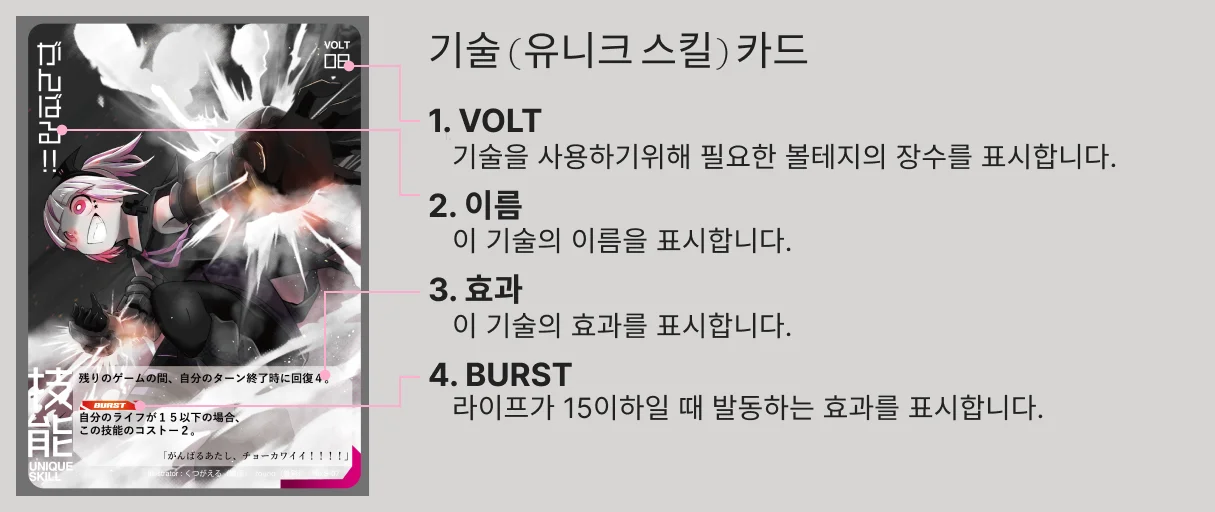 がんばる!!
VOLT
08
残りのゲームの間、自分のターン終了時に回復4。
BURST
自分のライフが15以下の場合、
この技能のコスト−2。
「がんばるあたし、チョーカワイイ!!!!」
技能
UNIQUE
SKILL
illustrator : くつがえる
기술 (유니크 스킬) 카드
1. VOLT
기술을 사용하기위해 필요한 볼테지의 장수를 표시합니다.
2. 이름
이 기술의 이름을 표시합니다.
3. 효과
이 기술의 효과를 표시합니다.
4. BURST
라이프가 15이하일 때 발동하는 효과를 표시합니다.